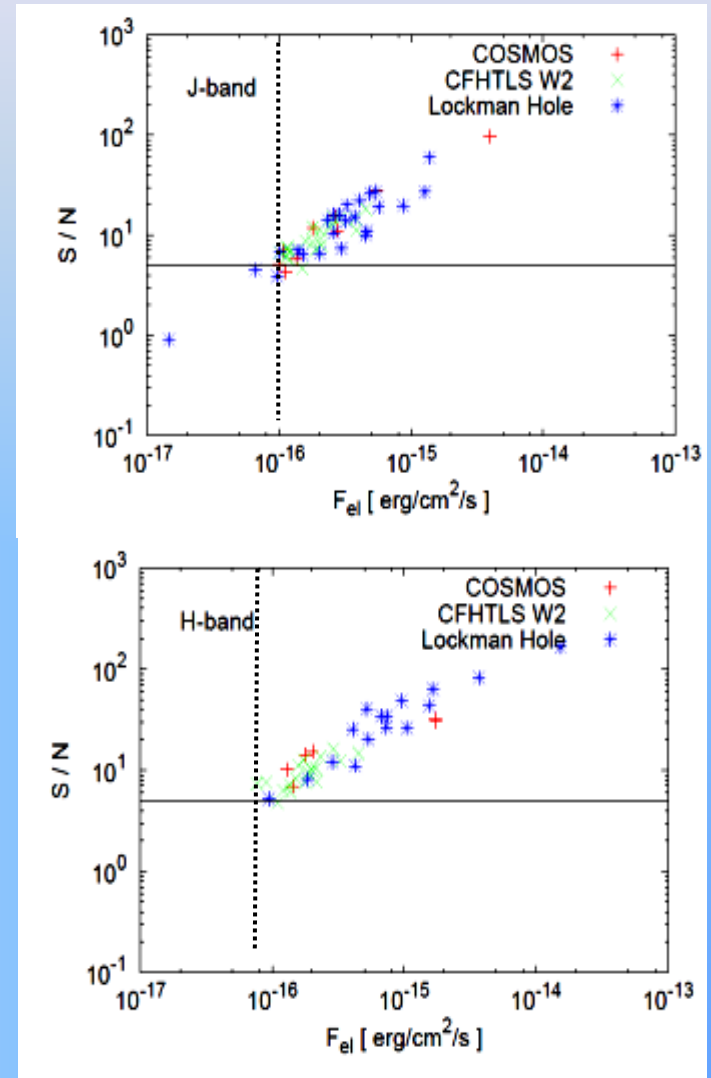 10^3
COSMOS
J-band
CFHTLS W2
Lockman Hole
10^2
S / N
10^1
10^0
10^-1
10^-17 10^-16 10^-15 10^-14 10^-13
F_el [ erg/cm^2/s ]
10^3
COSMOS
H-band
CFHTLS W2
Lockman Hole
10^2
S / N
10^1
10^0
10^-1
10^-17 10^-16 10^-15 10^-14 10^-13
F_el [ erg/cm^2/s ]